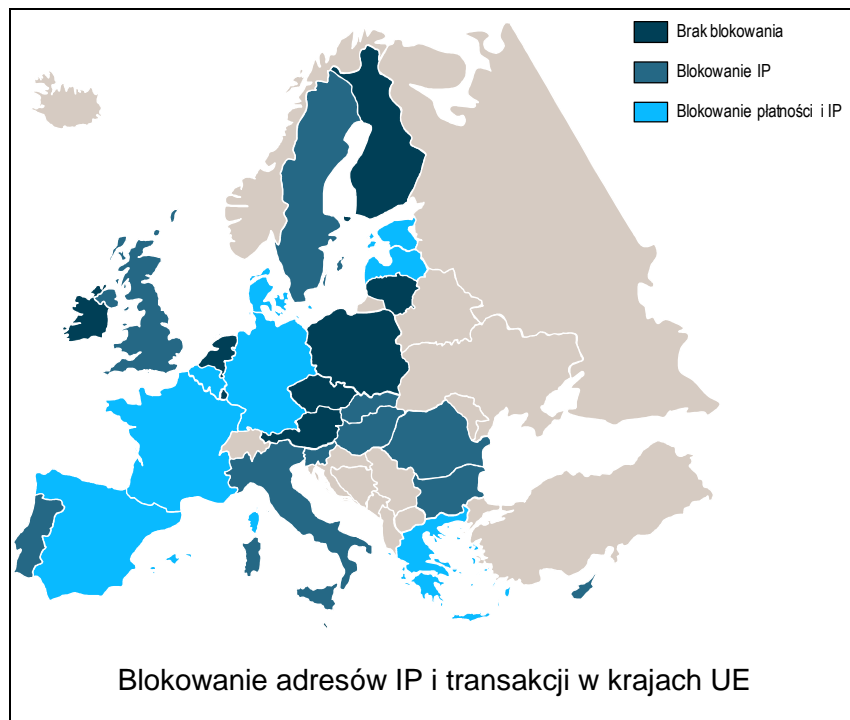 Brak blokowania
Blokowanie IP
Blokowanie płatności i IP
Blokowanie adresów IP i transakcji w krajach UE